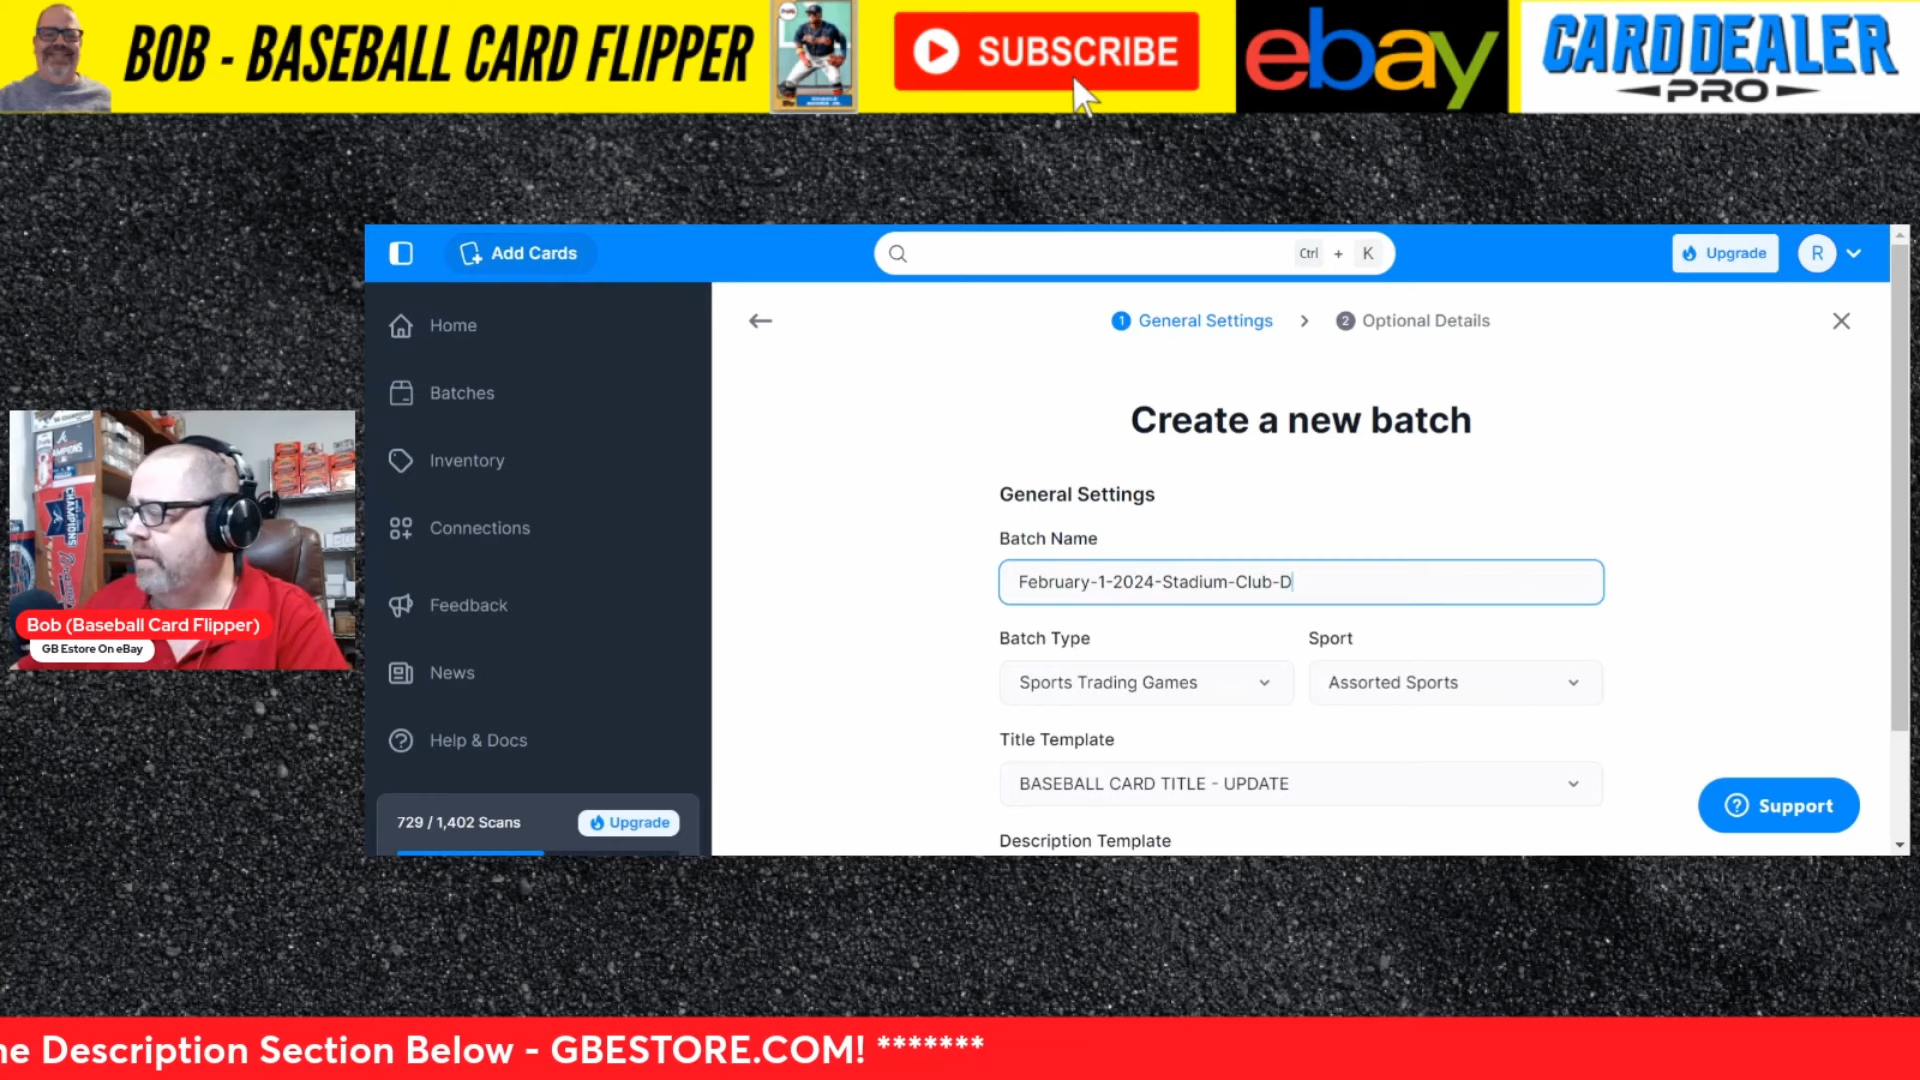 BOB - BASEBALL CARD FLIPPER
SUBSCRIBE
ebay
CARD DEALER
PRO
Add Cards
Ctrl + K
Upgrade
R
Home
Batches
Inventory
Connections
Feedback
News
Help & Docs
729 / 1,402 Scans
Upgrade
1 General Settings
2 Optional Details
Create a new batch
General Settings
Batch Name
February-1-2024-Stadium-Club-D
Batch Type
Sport
Sports Trading Games
Assorted Sports
Title Template
BASEBALL CARD TITLE - UPDATE
Description Template
Support
CHAMPIONS
Bob (Baseball Card Flipper)
GB Estore On eBay
ne Description Section Below - GBESTORE.COM! *******